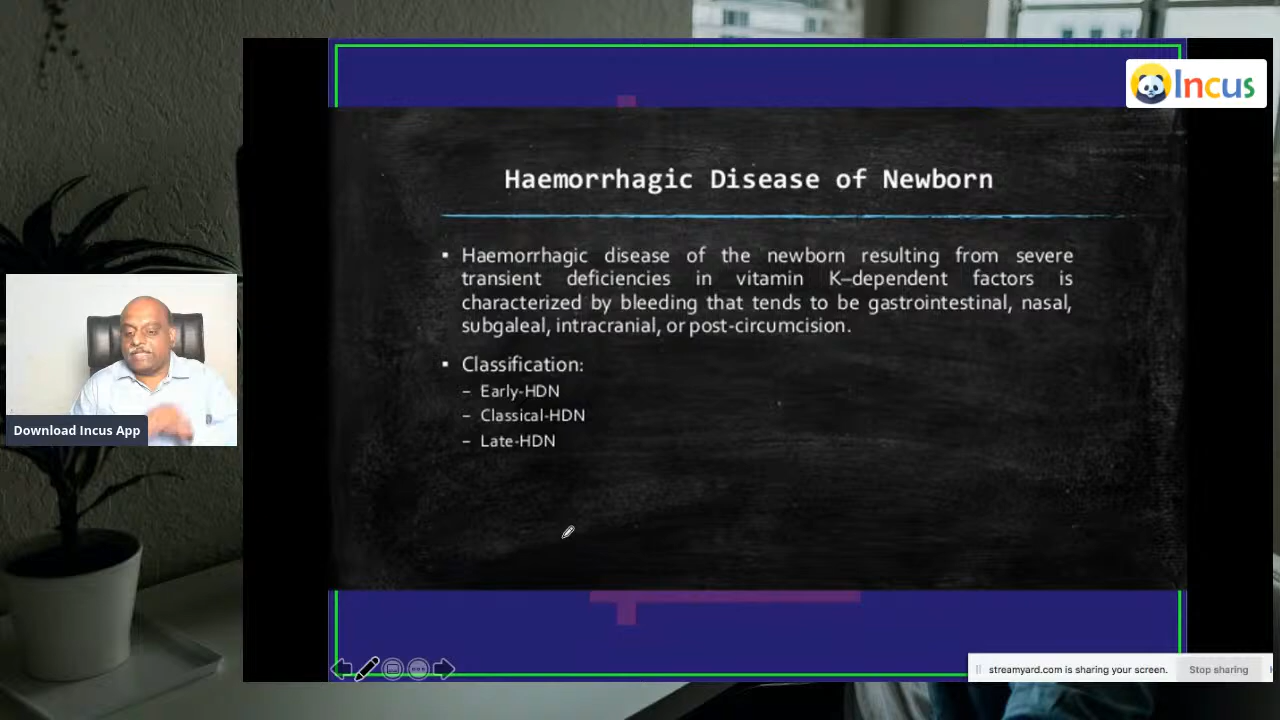 Incus
Haemorrhagic Disease of Newborn
▪ Haemorrhagic disease of the newborn resulting from severe
transient deficiencies in vitamin K–dependent factors is
characterized by bleeding that tends to be gastrointestinal, nasal,
subgaleal, intracranial, or post-circumcision.
▪ Classification:
– Early-HDN
– Classical-HDN
– Late-HDN
Download Incus App
streamyard.com is sharing your screen.
Stop sharing